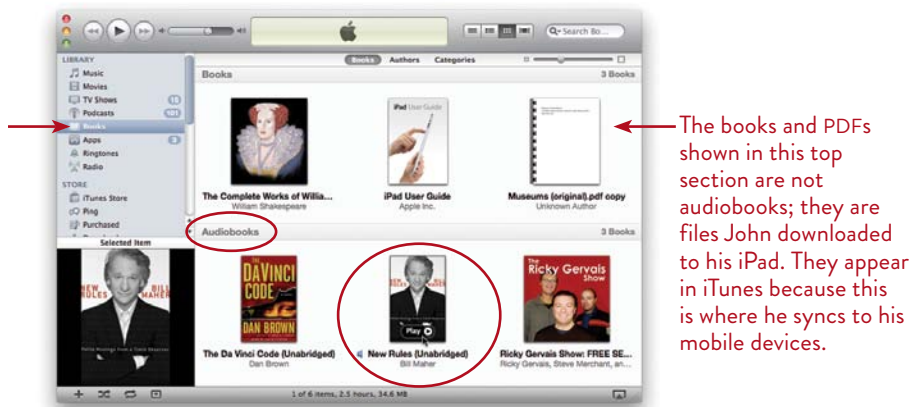 Search Bo...
Books Authors Categories
LIBRARY
Music
Movies
TV Shows
Podcasts
Books
Apps
Ringtones
Radio
STORE
iTunes Store
Ping
Purchased
Selected Item
NEW BILL
RULES MAHER
Books 3 Books
iPad User Guide
The Complete Works of Willia...
William Shakespeare
iPad User Guide
Apple Inc.
Museums (original).pdf copy
Unknown Author
Audiobooks 3 Books
THE
DAVINCI
CODE
DAN BROWN
Play
The
Ricky Gervais
Show
The Da Vinci Code (Unabridged)
Dan Brown
New Rules (Unabridged)
Bill Maher
Ricky Gervais Show: FREE SE...
Ricky Gervais, Steve Merchant, an...
1 of 6 items, 2.5 hours, 34.6 MB
The books and PDFs
shown in this top
section are not
audiobooks; they are
files John downloaded
to his iPad. They appear
in iTunes because this
is where he syncs to his
mobile devices.